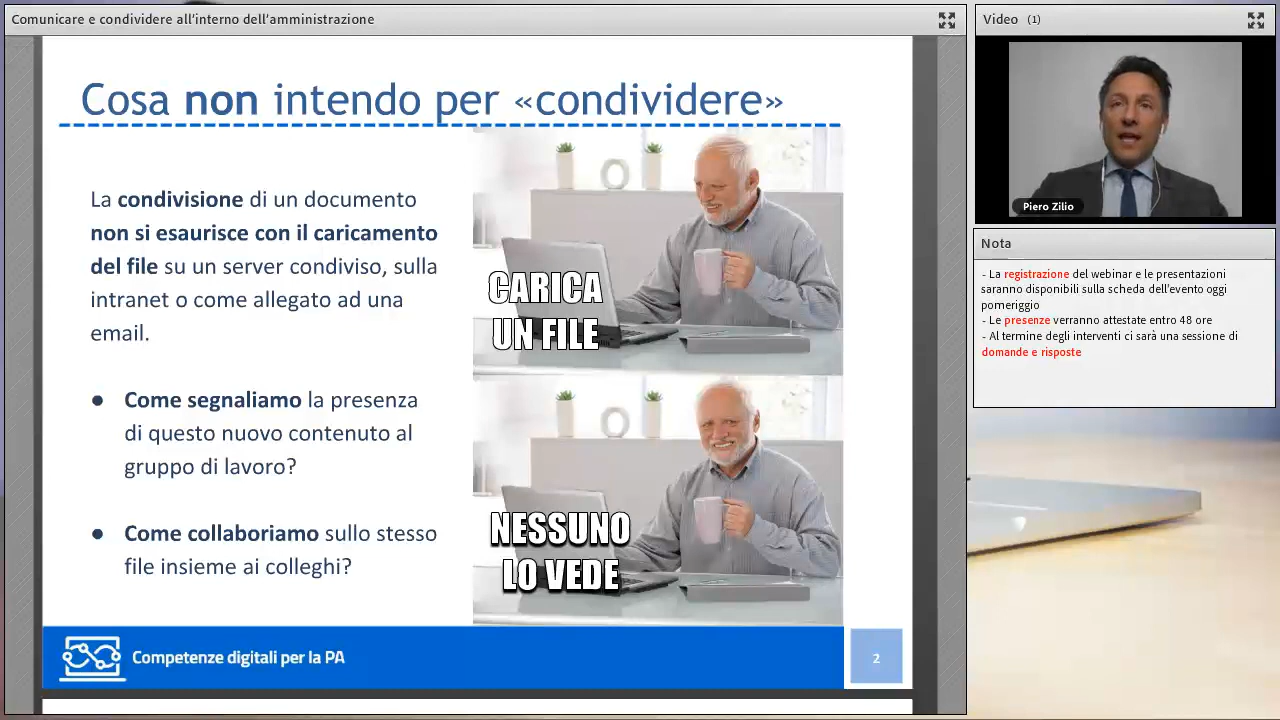 Comunicare e condividere all'interno dell'amministrazione
Cosa non intendo per «condividere»
La condivisione di un documento
non si esaurisce con il caricamento
del file su un server condiviso, sulla
intranet o come allegato ad una
email.
● Come segnaliamo la presenza
di questo nuovo contenuto al
gruppo di lavoro?
● Come collaboriamo sullo stesso
file insieme ai colleghi?
CARICA
UN FILE
NESSUNO
LO VEDE
Competenze digitali per la PA
2
Video (1)
Piero Zilio
Nota
- La registrazione del webinar e le presentazioni
saranno disponibili sulla scheda dell'evento oggi
pomeriggio
- Le presenze verranno attestate entro 48 ore
- Al termine degli interventi ci sarà una sessione di
domande e risposte